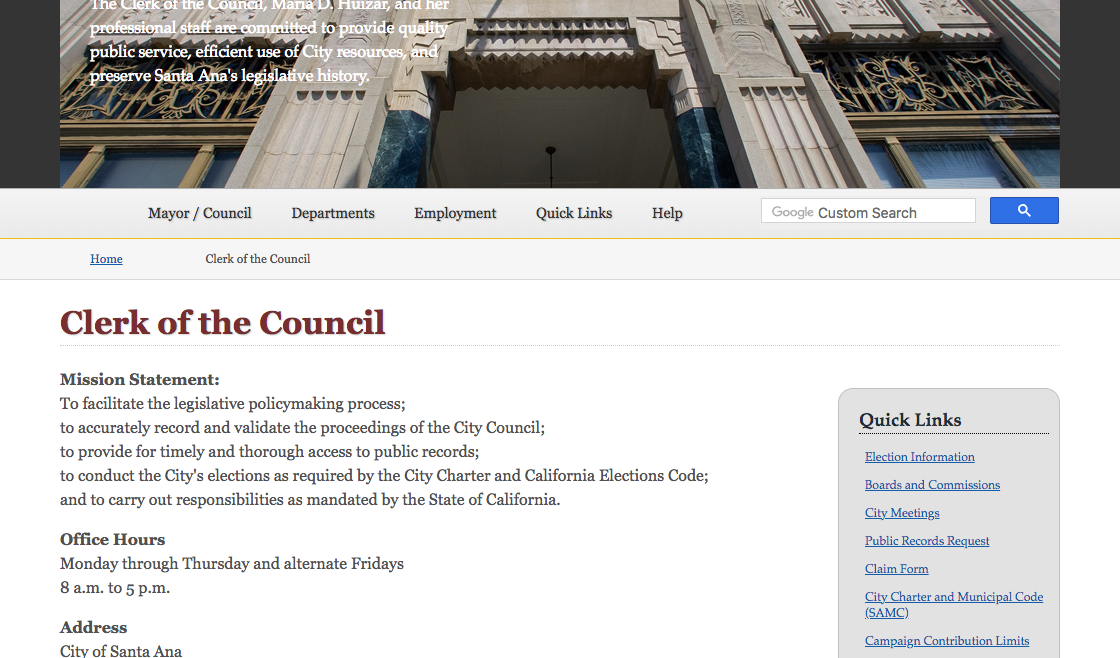 The Clerk of the Council, Maria D. Huizar, and her
professional staff are committed to provide quality
public service, efficient use of City resources, and
preserve Santa Ana's legislative history.
Mayor / Council
Departments
Employment
Quick Links
Help
Google Custom Search
Home
Clerk of the Council
Clerk of the Council
Mission Statement:
To facilitate the legislative policymaking process;
to accurately record and validate the proceedings of the City Council;
to provide for timely and thorough access to public records;
to conduct the City's elections as required by the City Charter and California Elections Code;
and to carry out responsibilities as mandated by the State of California.
Office Hours
Monday through Thursday and alternate Fridays
8 a.m. to 5 p.m.
Address
City of Santa Ana
Quick Links
Election Information
Boards and Commissions
City Meetings
Public Records Request
Claim Form
City Charter and Municipal Code
(SAMC)
Campaign Contribution Limits